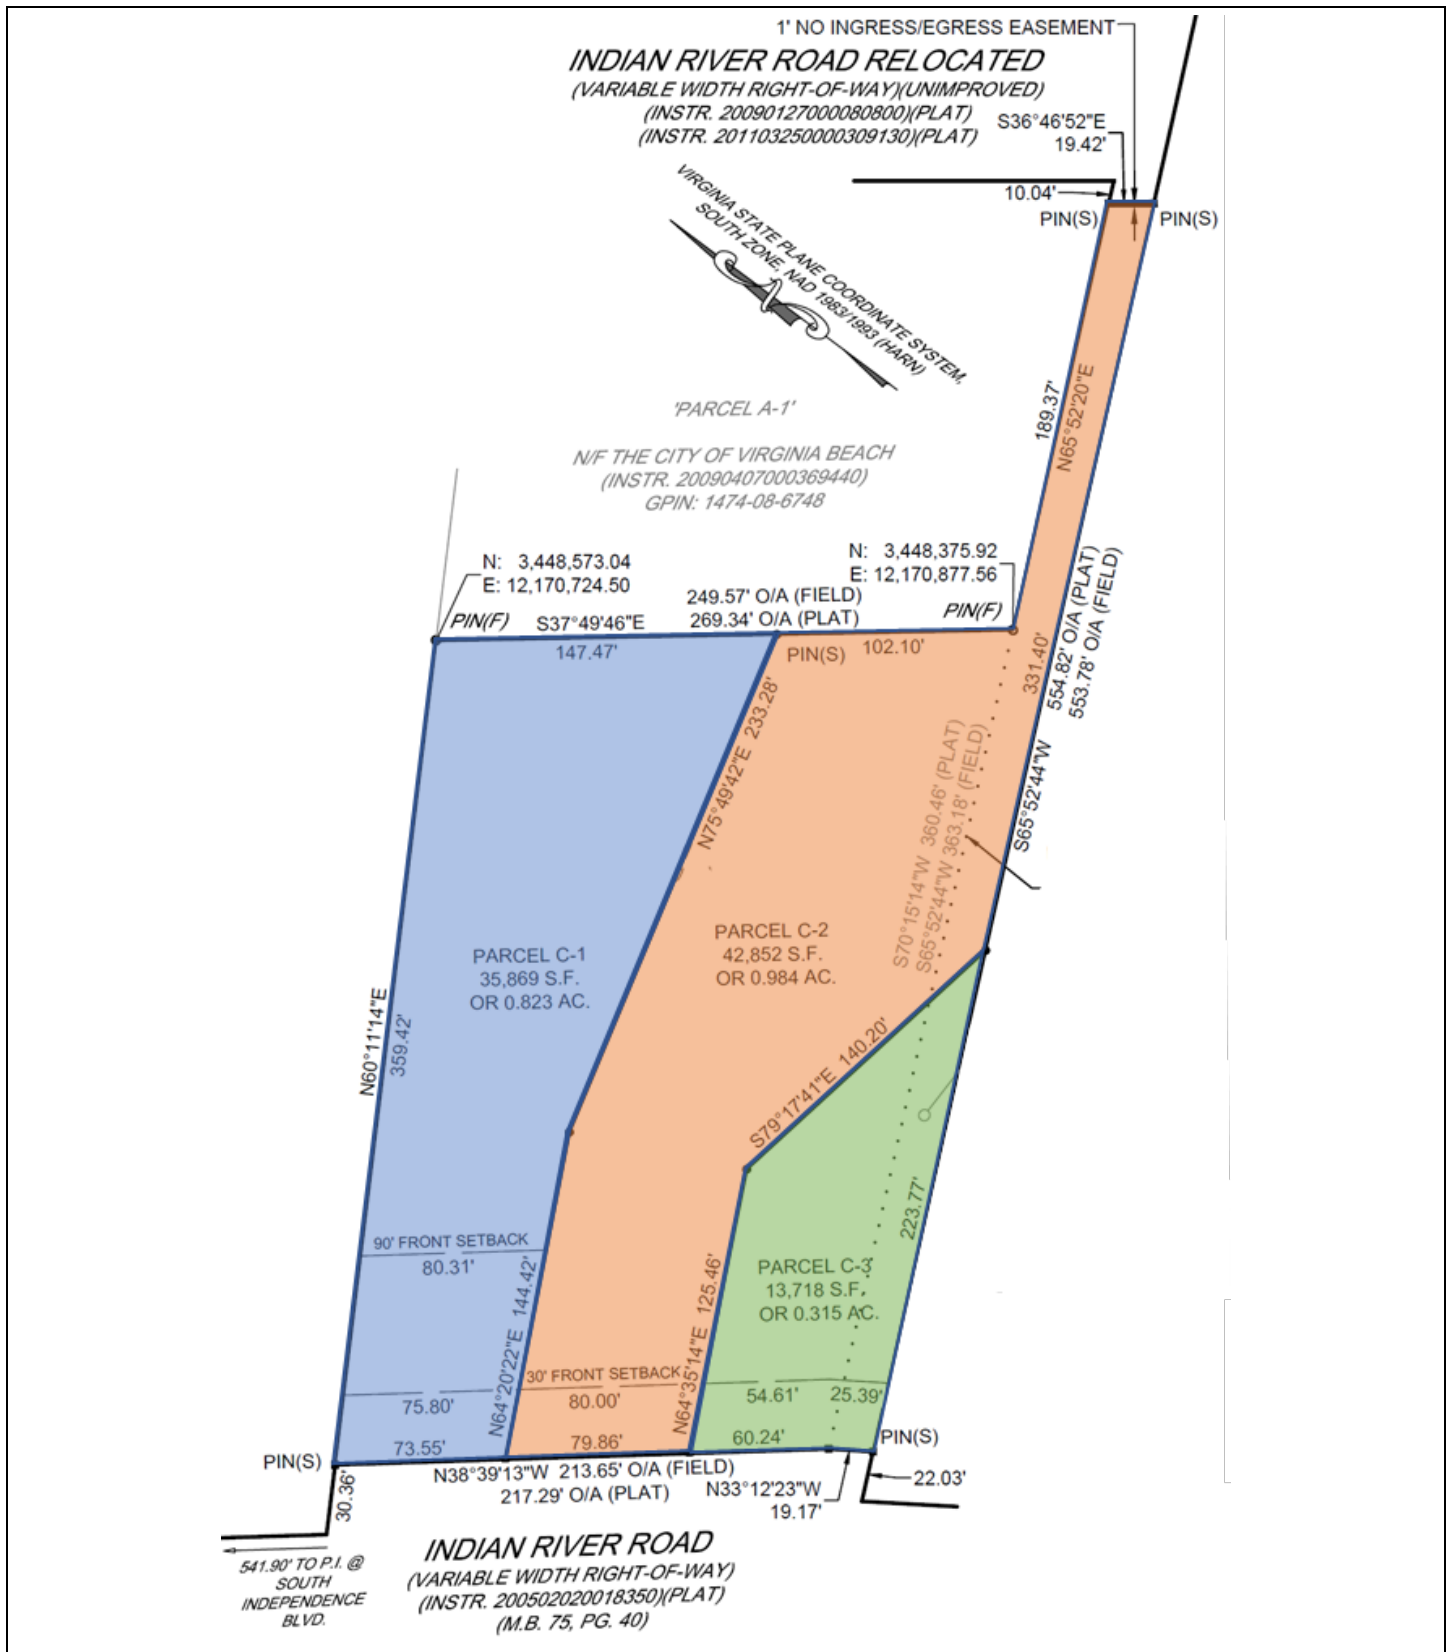 1' NO INGRESS/EGRESS EASEMENT
INDIAN RIVER ROAD RELOCATED
(VARIABLE WIDTH RIGHT-OF-WAY)(UNIMPROVED)
(INSTR. 20090127000080800)(PLAT)
(INSTR. 201103250000309130)(PLAT)
S36°46'52"E
19.42'
10.04'
PIN(S)
PIN(S)
VIRGINIA STATE PLANE COORDINATE SYSTEM,
SOUTH ZONE, NAD 1983/1993 (HARN)
189.37'
N65°52'20"E
'PARCEL A-1'
N/F THE CITY OF VIRGINIA BEACH
(INSTR. 20090407000369440)
GPIN: 1474-08-6748
N: 3,448,573.04
E: 12,170,724.50
N: 3,448,375.92
E: 12,170,877.56
PIN(F)
S37°49'46"E
249.57' O/A (FIELD)
269.34' O/A (PLAT)
PIN(F)
147.47'
PIN(S)
102.10'
331.40'
554.82' O/A (PLAT)
553.78' O/A (FIELD)
S65°52'44"W
N75°49'42"E 233.28'
S70°15'14"W 360.46' (PLAT)
S65°52'44"W 363.18' (FIELD)
PARCEL C-1
35,869 S.F.
OR 0.823 AC.
PARCEL C-2
42,852 S.F.
OR 0.984 AC.
N60°11'14"E
359.42'
S79°17'41"E 140.20'
223.77'
90' FRONT SETBACK
80.31'
N64°20'22"E 144.42'
N64°35'14"E 125.46'
PARCEL C-3
13,718 S.F.
OR 0.315 AC.
30' FRONT SETBACK
75.80'
80.00'
54.61'
25.39'
73.55'
79.86'
60.24'
PIN(S)
PIN(S)
30.36'
N38°39'13"W 213.65' O/A (FIELD)
217.29' O/A (PLAT)
N33°12'23"W
19.17'
22.03'
541.90' TO P.I. @
SOUTH
INDEPENDENCE
BLVD.
INDIAN RIVER ROAD
(VARIABLE WIDTH RIGHT-OF-WAY)
(INSTR. 200502020018350)(PLAT)
(M.B. 75, PG. 40)